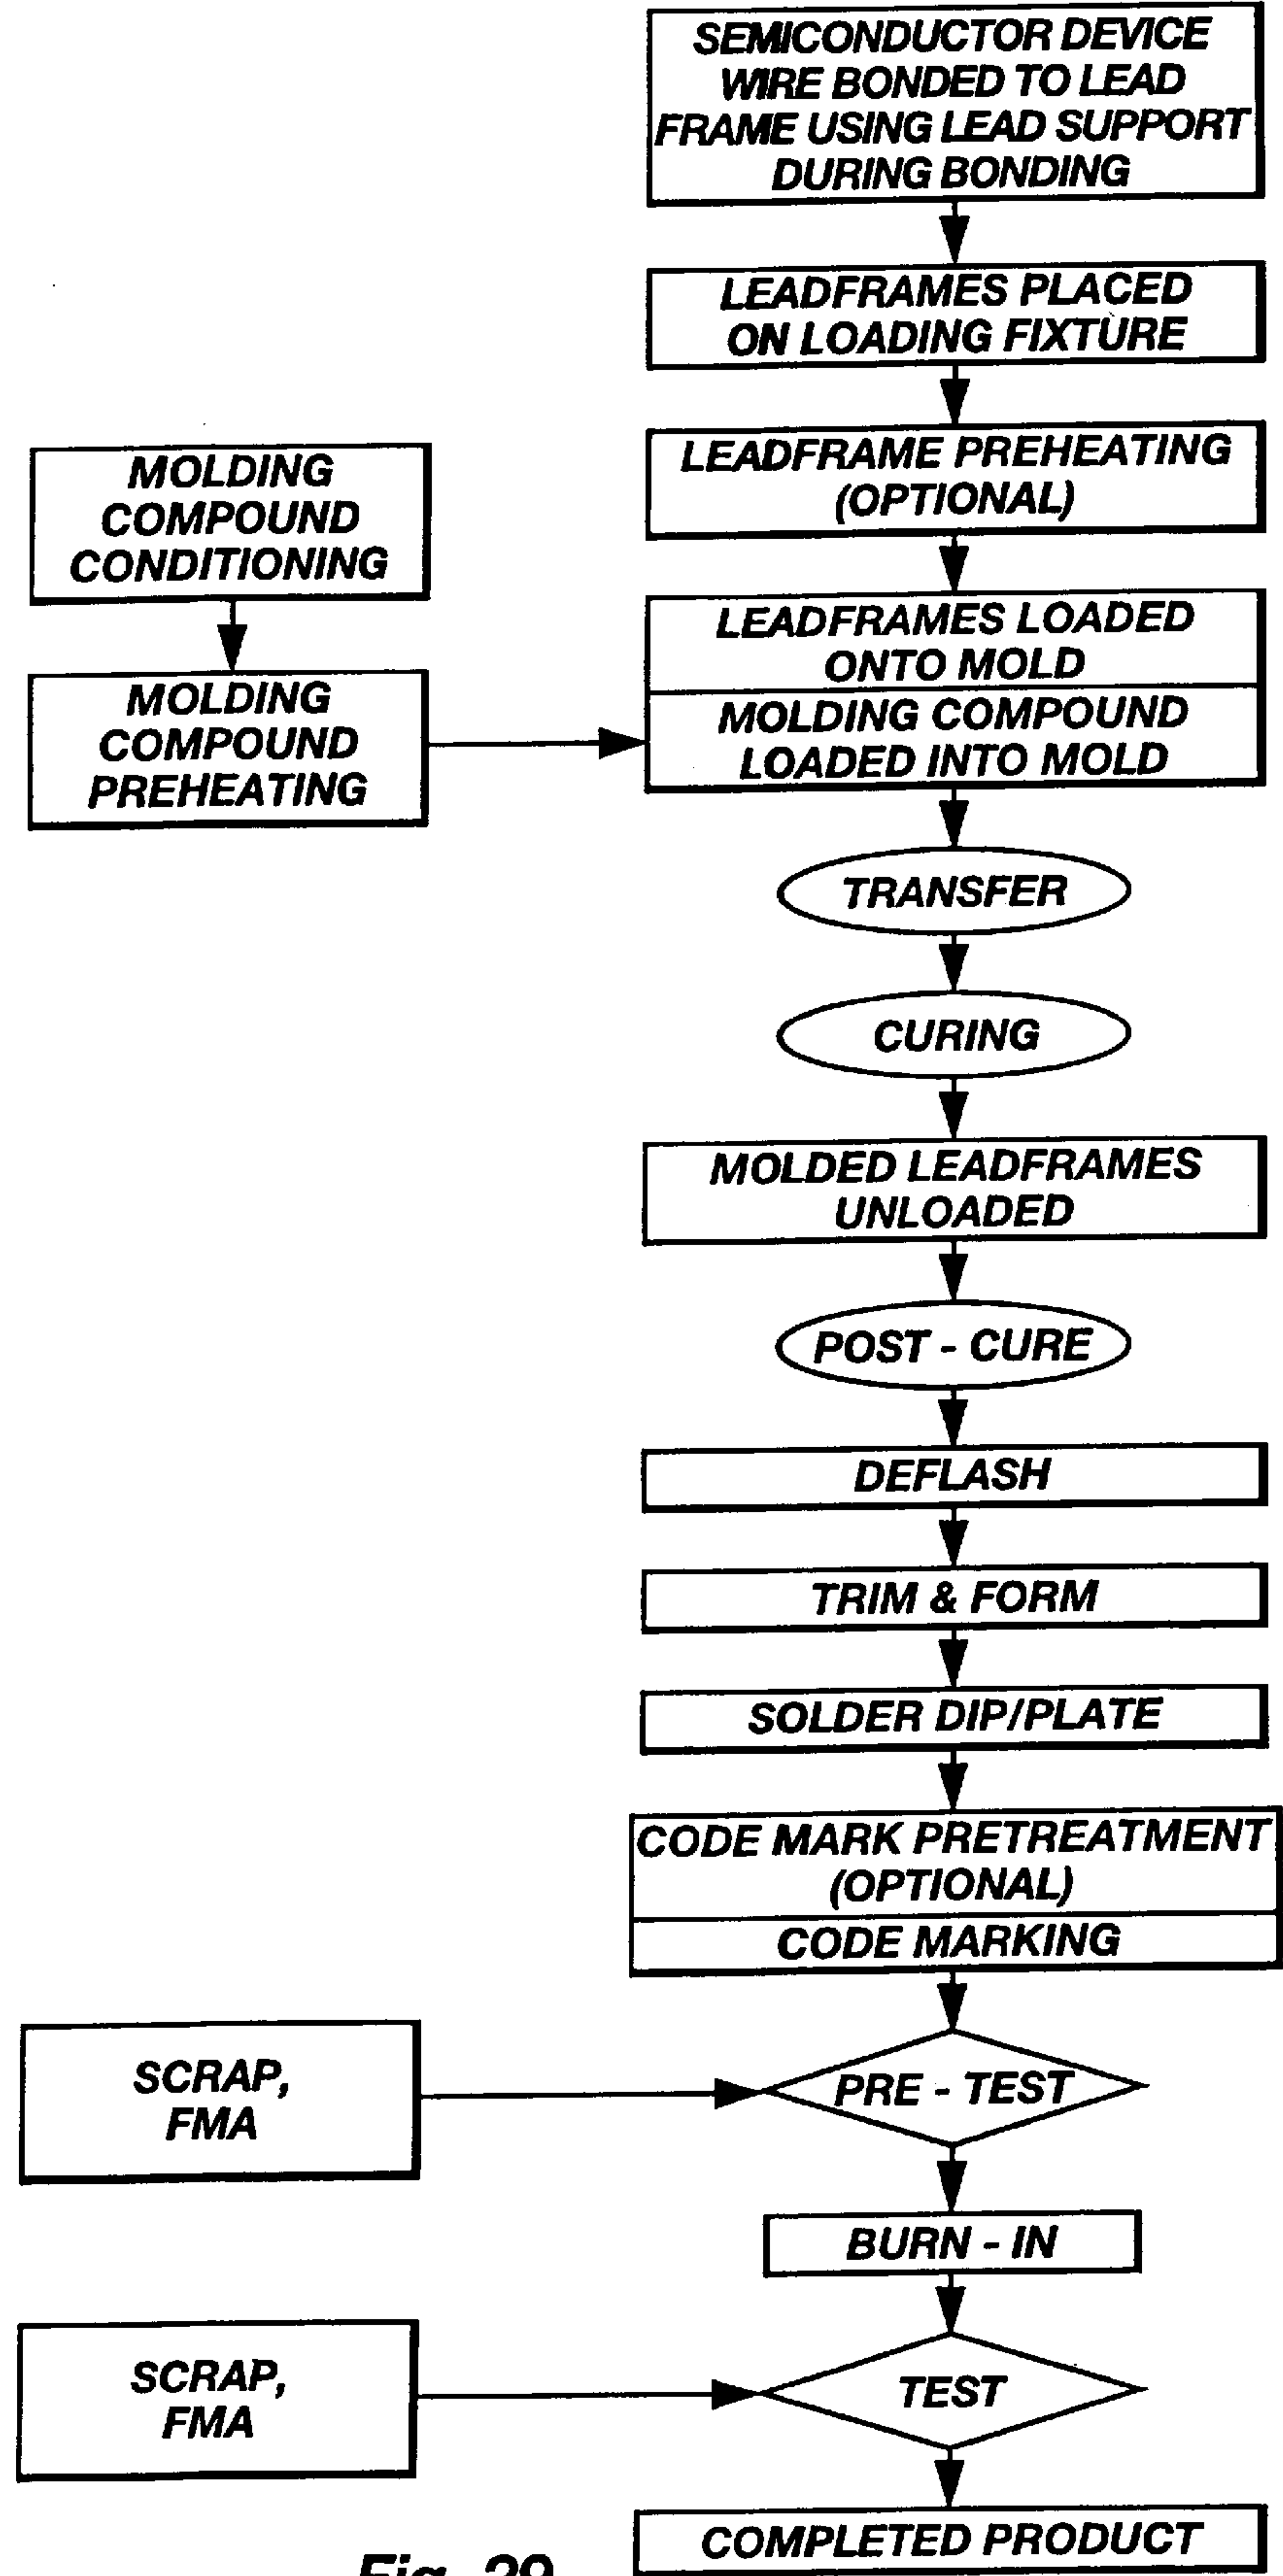 SEMICONDUCTOR DEVICE
WIRE BONDED TO LEAD
FRAME USING LEAD SUPPORT
DURING BONDING
LEADFRAMES PLACED
ON LOADING FIXTURE
LEADFRAME PREHEATING
(OPTIONAL)
MOLDING
COMPOUND
CONDITIONING
MOLDING
COMPOUND
PREHEATING
LEADFRAMES LOADED
ONTO MOLD
MOLDING COMPOUND
LOADED INTO MOLD
TRANSFER
CURING
MOLDED LEADFRAMES
UNLOADED
POST - CURE
DEFLASH
TRIM & FORM
SOLDER DIP/PLATE
CODE MARK PRETREATMENT
(OPTIONAL)
CODE MARKING
SCRAP,
FMA
PRE - TEST
BURN - IN
SCRAP,
FMA
TEST
COMPLETED PRODUCT
Fig. 29